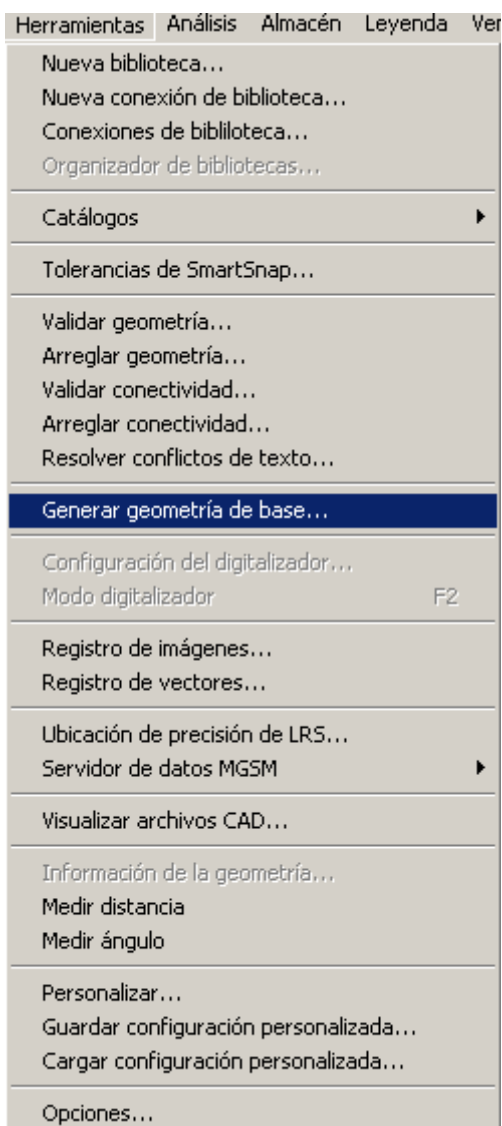 Herramientas Análisis Almacén Leyenda Ver
Nueva biblioteca...
Nueva conexión de biblioteca...
Conexiones de bibliloteca...
Organizador de bibliotecas...
Catálogos
Tolerancias de SmartSnap...
Validar geometría...
Arreglar geometría...
Validar conectividad...
Arreglar conectividad...
Resolver conflictos de texto...
Generar geometría de base...
Configuración del digitalizador...
Modo digitalizador F2
Registro de imágenes...
Registro de vectores...
Ubicación de precisión de LRS...
Servidor de datos MGSM
Visualizar archivos CAD...
Información de la geometría...
Medir distancia
Medir ángulo
Personalizar...
Guardar configuración personalizada...
Cargar configuración personalizada...
Opciones...